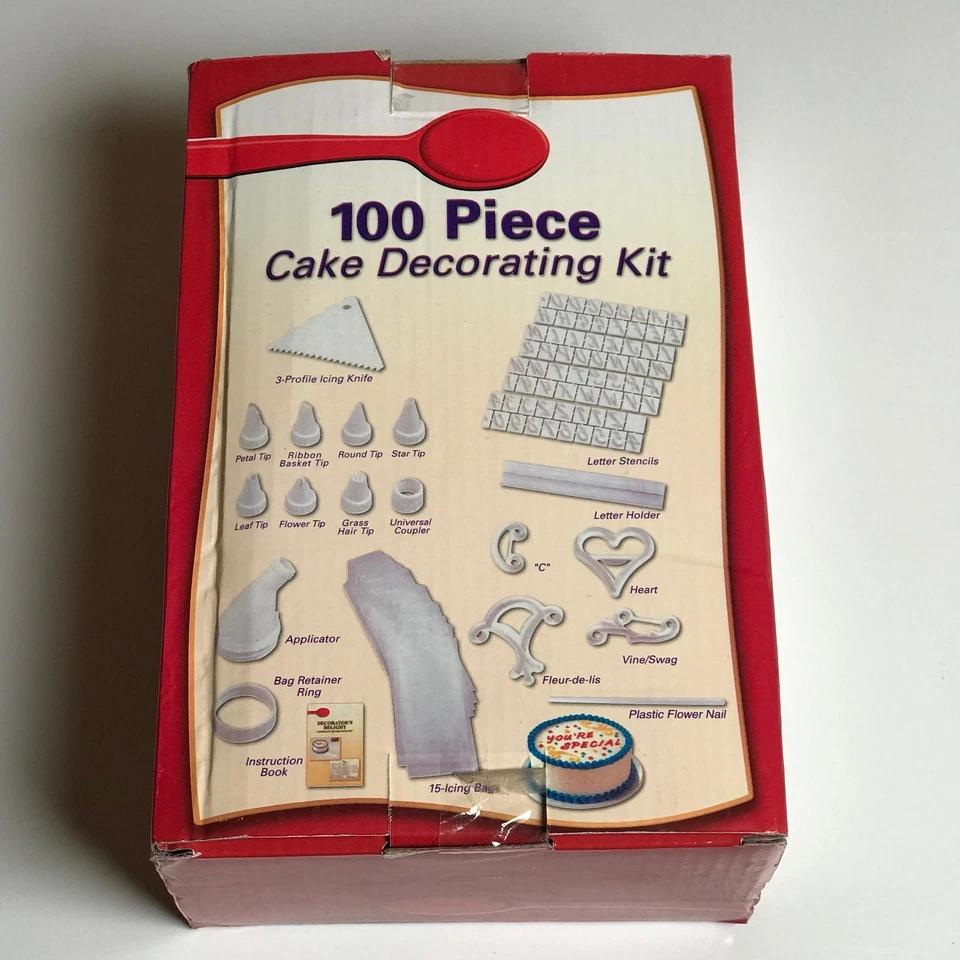 100 Piece
Cake Decorating Kit
3-Profile Icing Knife
Letter Stencils
Petal Tip
Ribbon
Basket Tip
Round Tip
Star Tip
Letter Holder
Leaf Tip
Flower Tip
Grass
Hair Tip
Universal
Coupler
"C"
Heart
Applicator
Vine/Swag
Fleur-de-lis
Bag Retainer
Ring
Plastic Flower Nail
DECORATOR'S
DELIGHT
Instruction
Book
YOU'RE
SPECIAL
15-Icing Bags